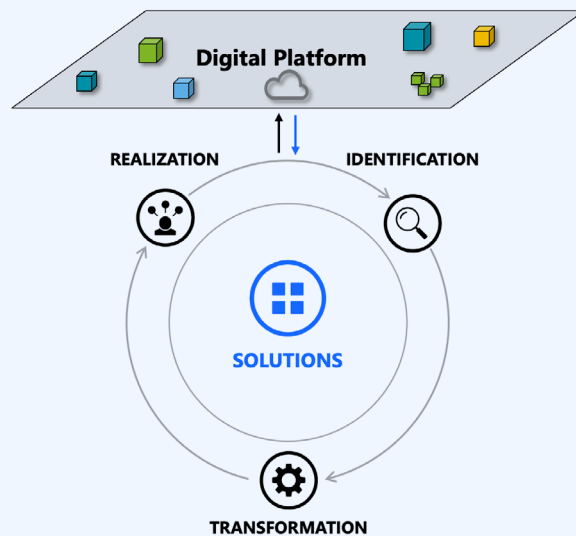 Digital Platform
REALIZATION
IDENTIFICATION
SOLUTIONS
TRANSFORMATION